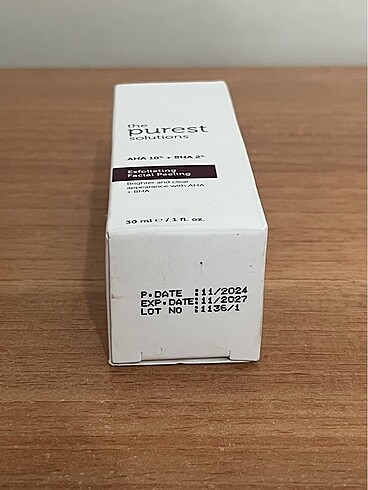 the
purest
solutions
AHA 10% + BHA 2%
Exfoliating
Facial Peeling
Brighter and clear
appearance with AHA
+ BHA
30 ml ℮ / 1 fl. oz.
P.DATE :11/2024
EXP.DATE:11/2027
LOT NO :1136/1